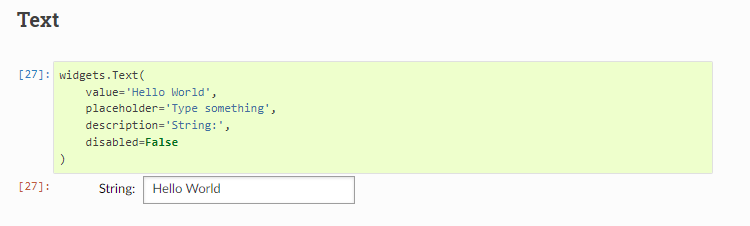 Text
[27]: widgets.Text(
    value='Hello World',
    placeholder='Type something',
    description='String:',
    disabled=False
)
[27]: String: Hello World